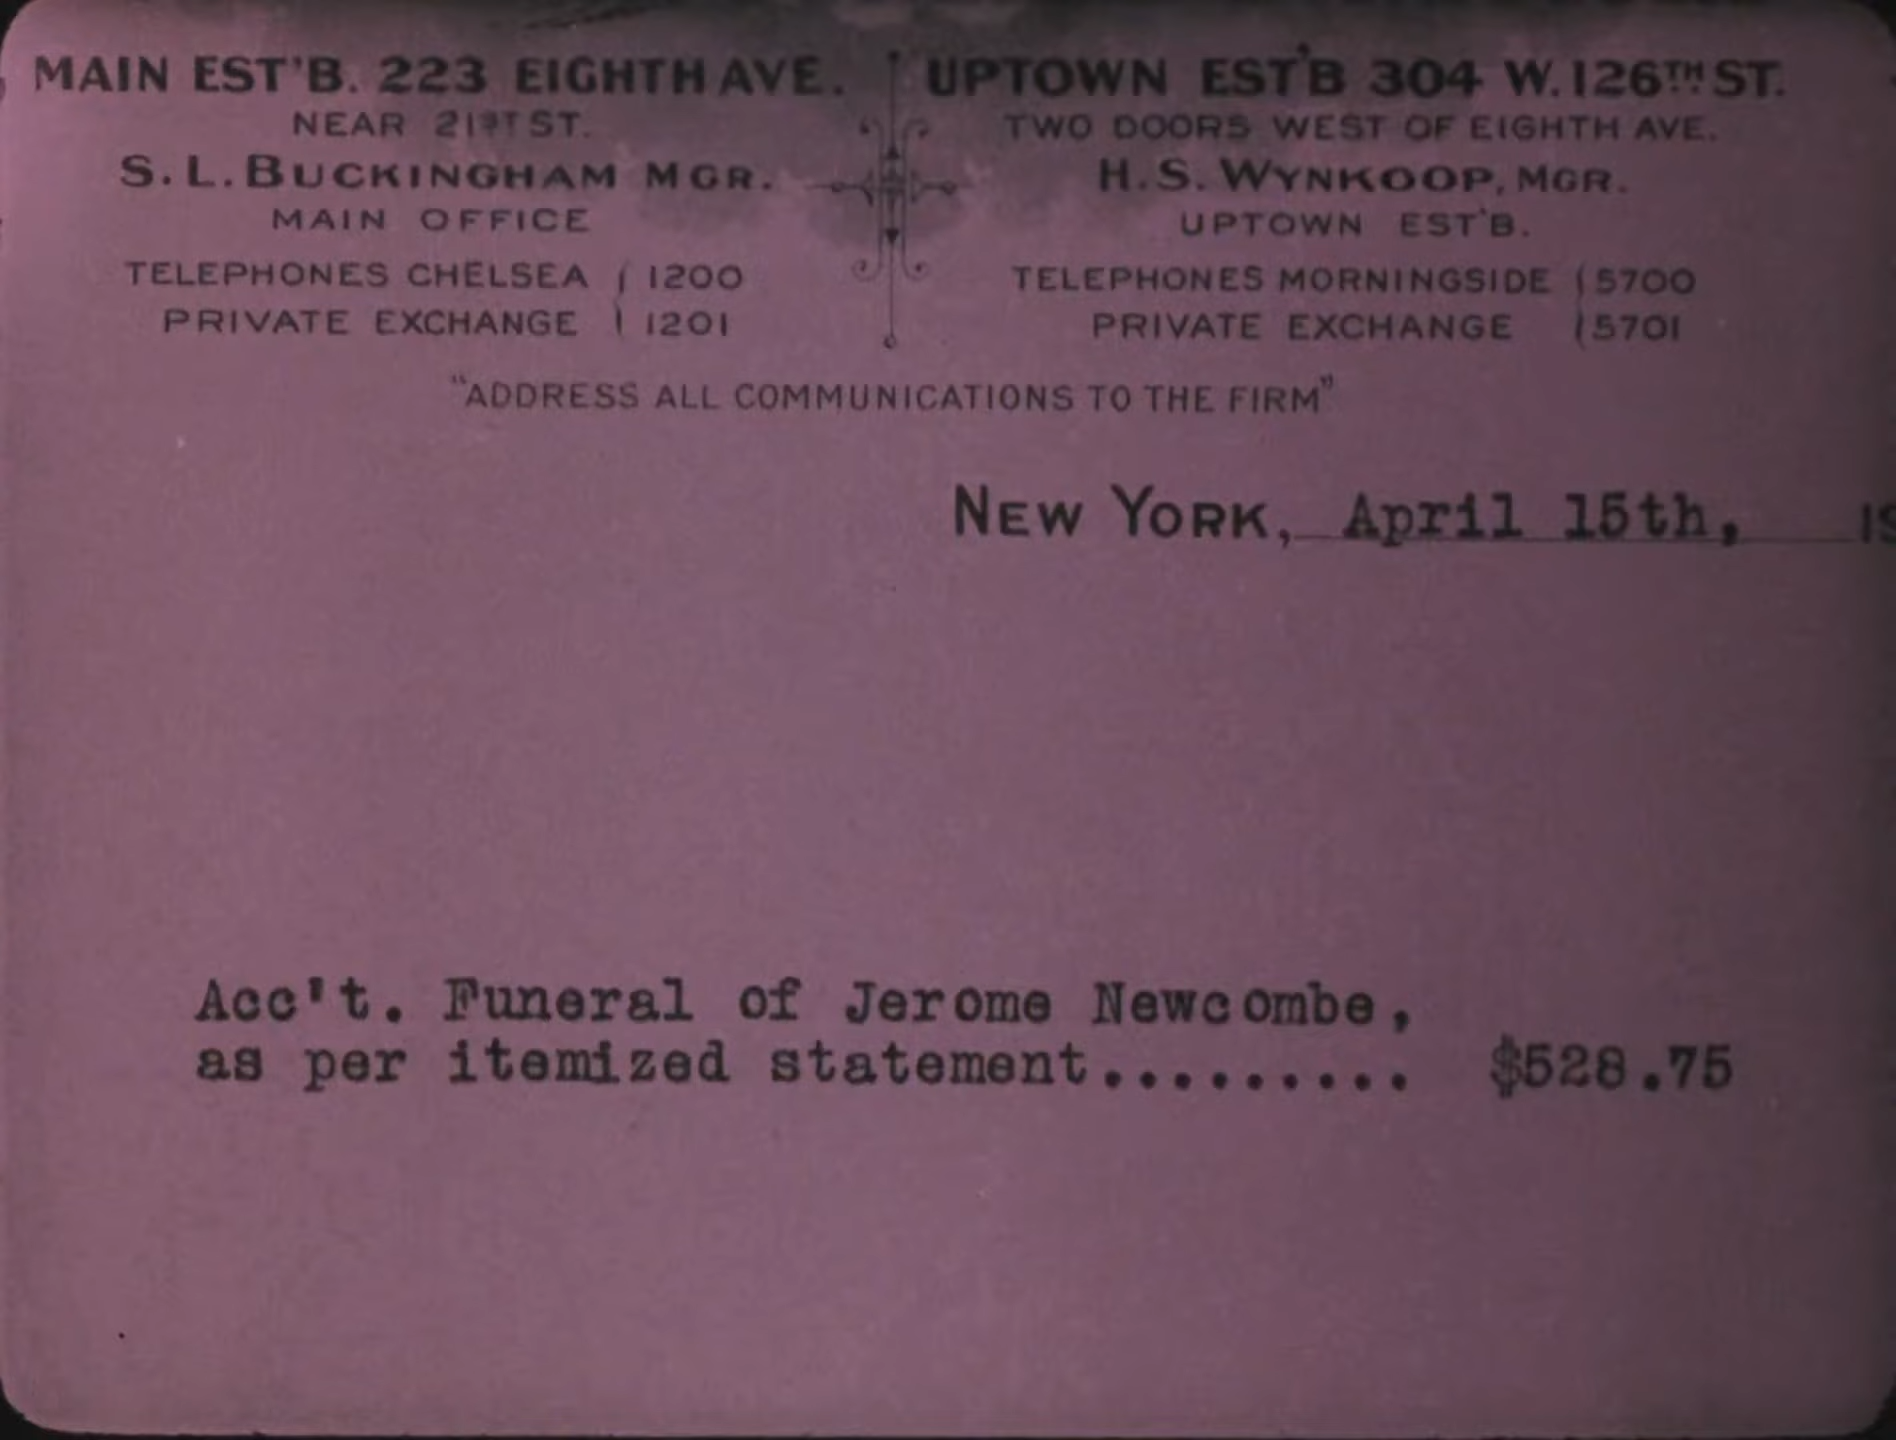 MAIN EST'B. 223 EIGHTH AVE.
NEAR 21ST ST.
S. L. BUCKINGHAM MGR.
MAIN OFFICE
TELEPHONES CHELSEA { 1200
PRIVATE EXCHANGE { 1201
UPTOWN EST'B 304 W. 126TH ST.
TWO DOORS WEST OF EIGHTH AVE.
H. S. WYNKOOP, MGR.
UPTOWN EST'B.
TELEPHONES MORNINGSIDE { 5700
PRIVATE EXCHANGE { 5701
"ADDRESS ALL COMMUNICATIONS TO THE FIRM"
NEW YORK, April 15th, 19
Acc't. Funeral of Jerome Newcombe,
as per itemized statement......... $528.75